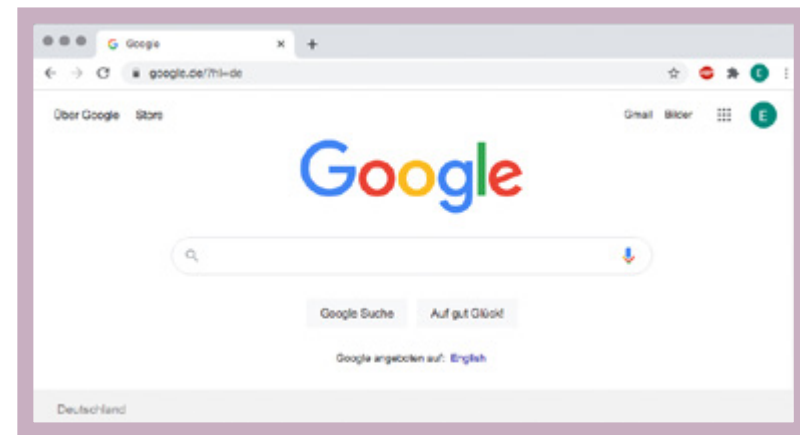 Google
google.de/?hl=de
E
Über Google Store
Gmail Bilder
E
Google
Google Suche Auf gut Glück!
Google angeboten auf: English
Deutschland